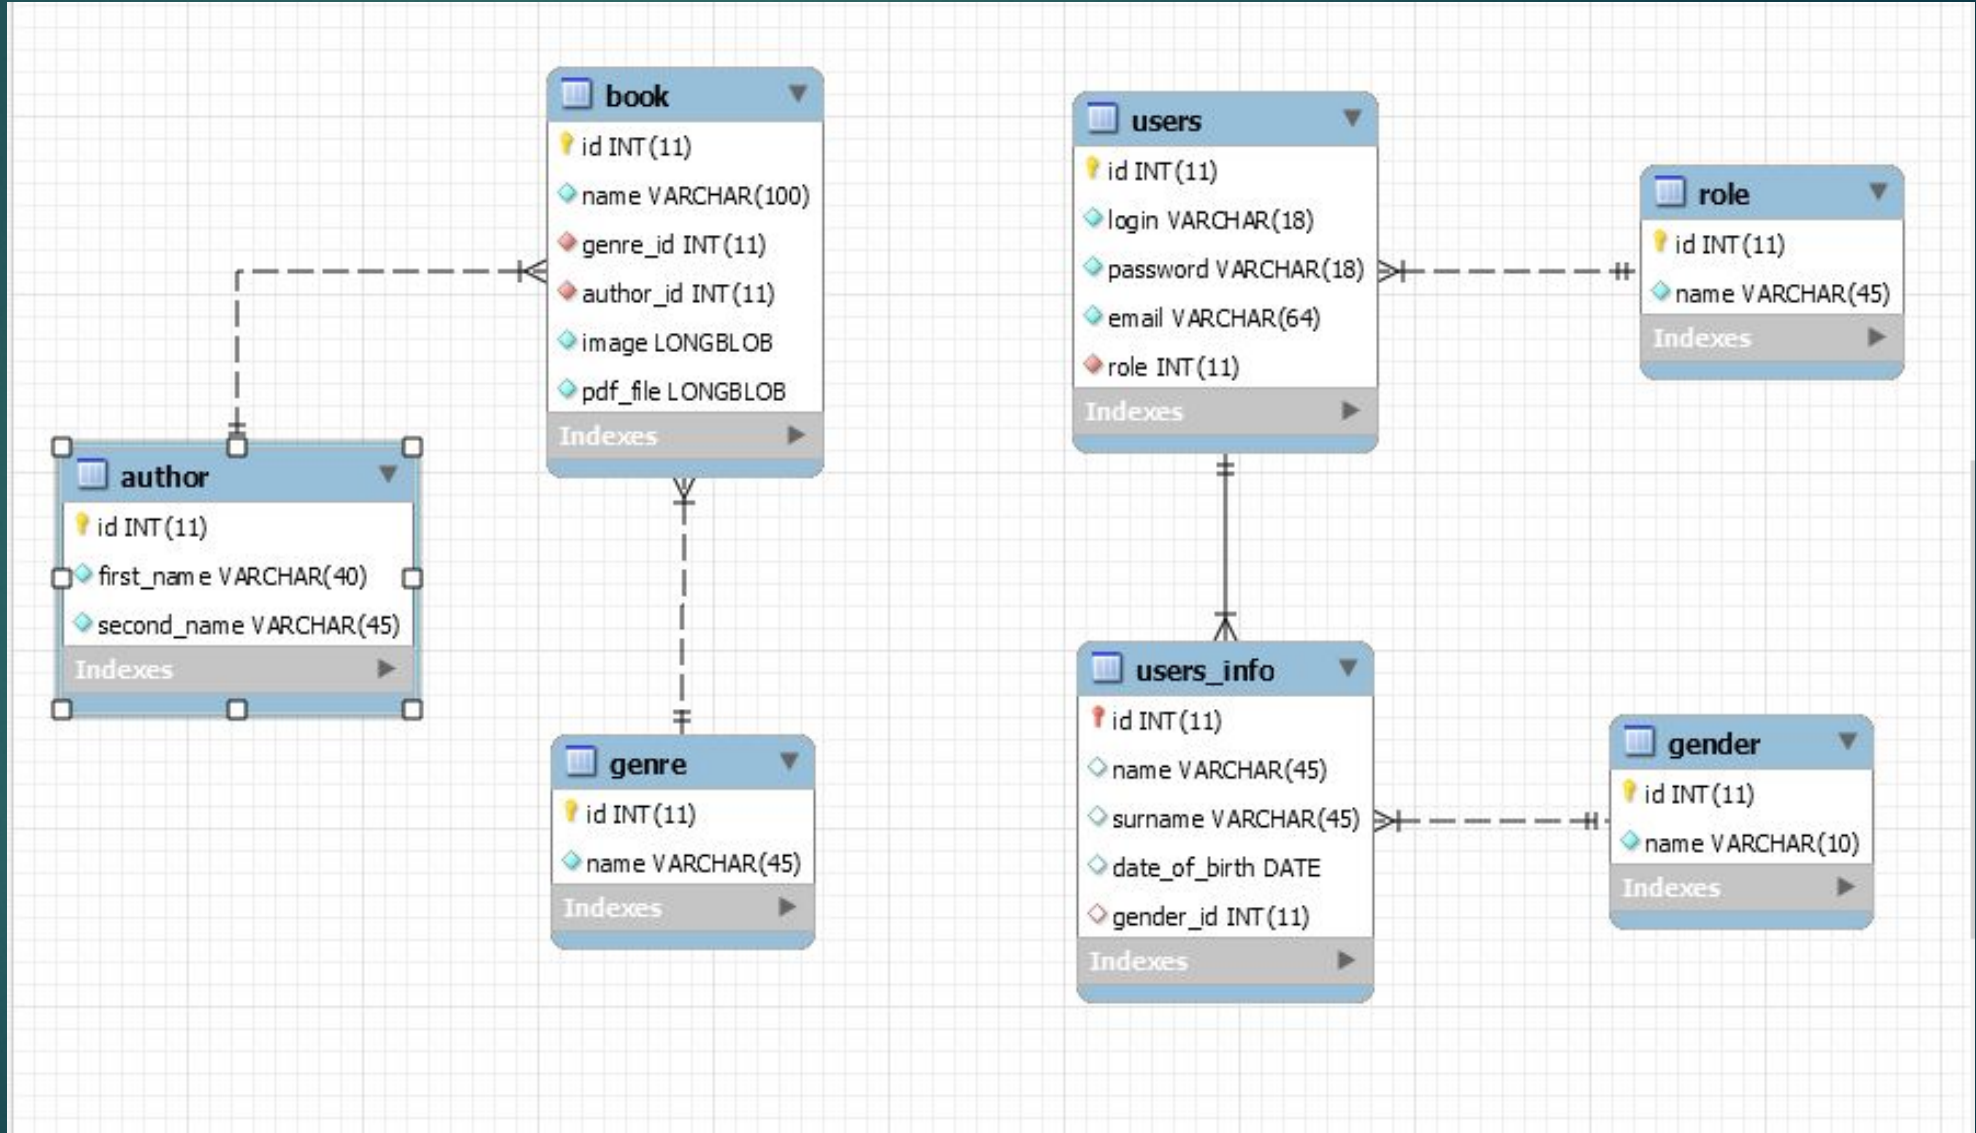 book
id INT(11)
name VARCHAR(100)
genre_id INT(11)
author_id INT(11)
image LONGBLOB
pdf_file LONGBLOB
Indexes
users
id INT(11)
login VARCHAR(18)
password VARCHAR(18)
email VARCHAR(64)
role INT(11)
Indexes
role
id INT(11)
name VARCHAR(45)
Indexes
author
id INT(11)
first_name VARCHAR(40)
second_name VARCHAR(45)
Indexes
genre
id INT(11)
name VARCHAR(45)
Indexes
users_info
id INT(11)
name VARCHAR(45)
surname VARCHAR(45)
date_of_birth DATE
gender_id INT(11)
Indexes
gender
id INT(11)
name VARCHAR(10)
Indexes